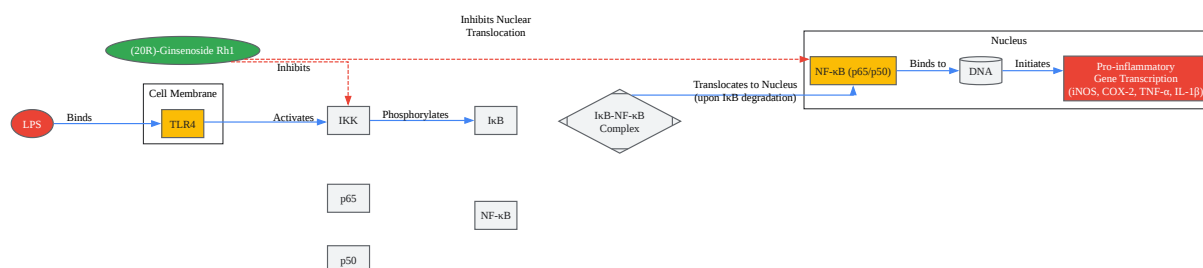 Inhibits Nuclear
Translocation
Nucleus
(20R)-Ginsenoside Rh1
Inhibits
NF-κB (p65/p50)
Binds to
DNA
Initiates
Pro-inflammatory
Gene Transcription
(iNOS, COX-2, TNF-α, IL-1β)
Cell Membrane
Translocates to Nucleus
(upon IκB degradation)
LPS
Binds
TLR4
Activates
IKK
Phosphorylates
IκB
IκB-NF-κB
Complex
p65
NF-κB
p50